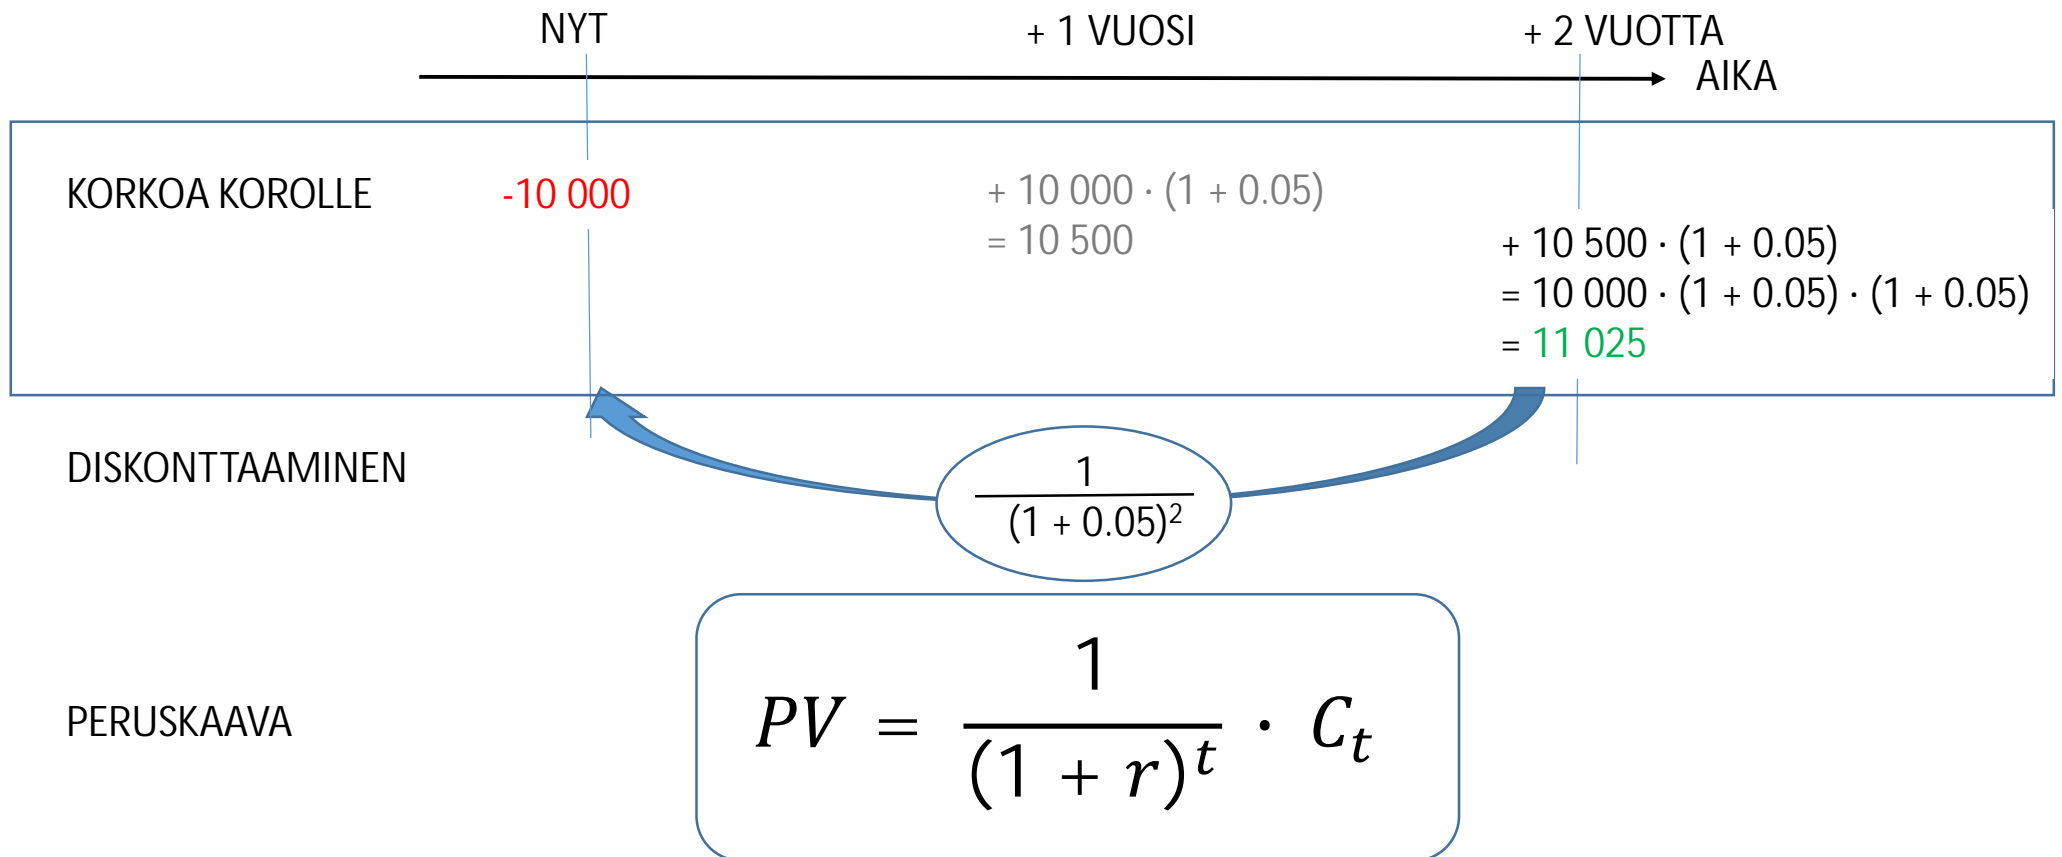 NYT + 1 VUOSI + 2 VUOTTA
AIKA
KORKOA KOROLLE -10 000 + 10 000 · (1 + 0.05)
= 10 500
+ 10 500 · (1 + 0.05)
= 10 000 · (1 + 0.05) · (1 + 0.05)
= 11 025
DISKONTTAAMINEN
1
(1 + 0.05)²
PERUSKAAVA
PV = 1 / (1 + r)^t · C_t